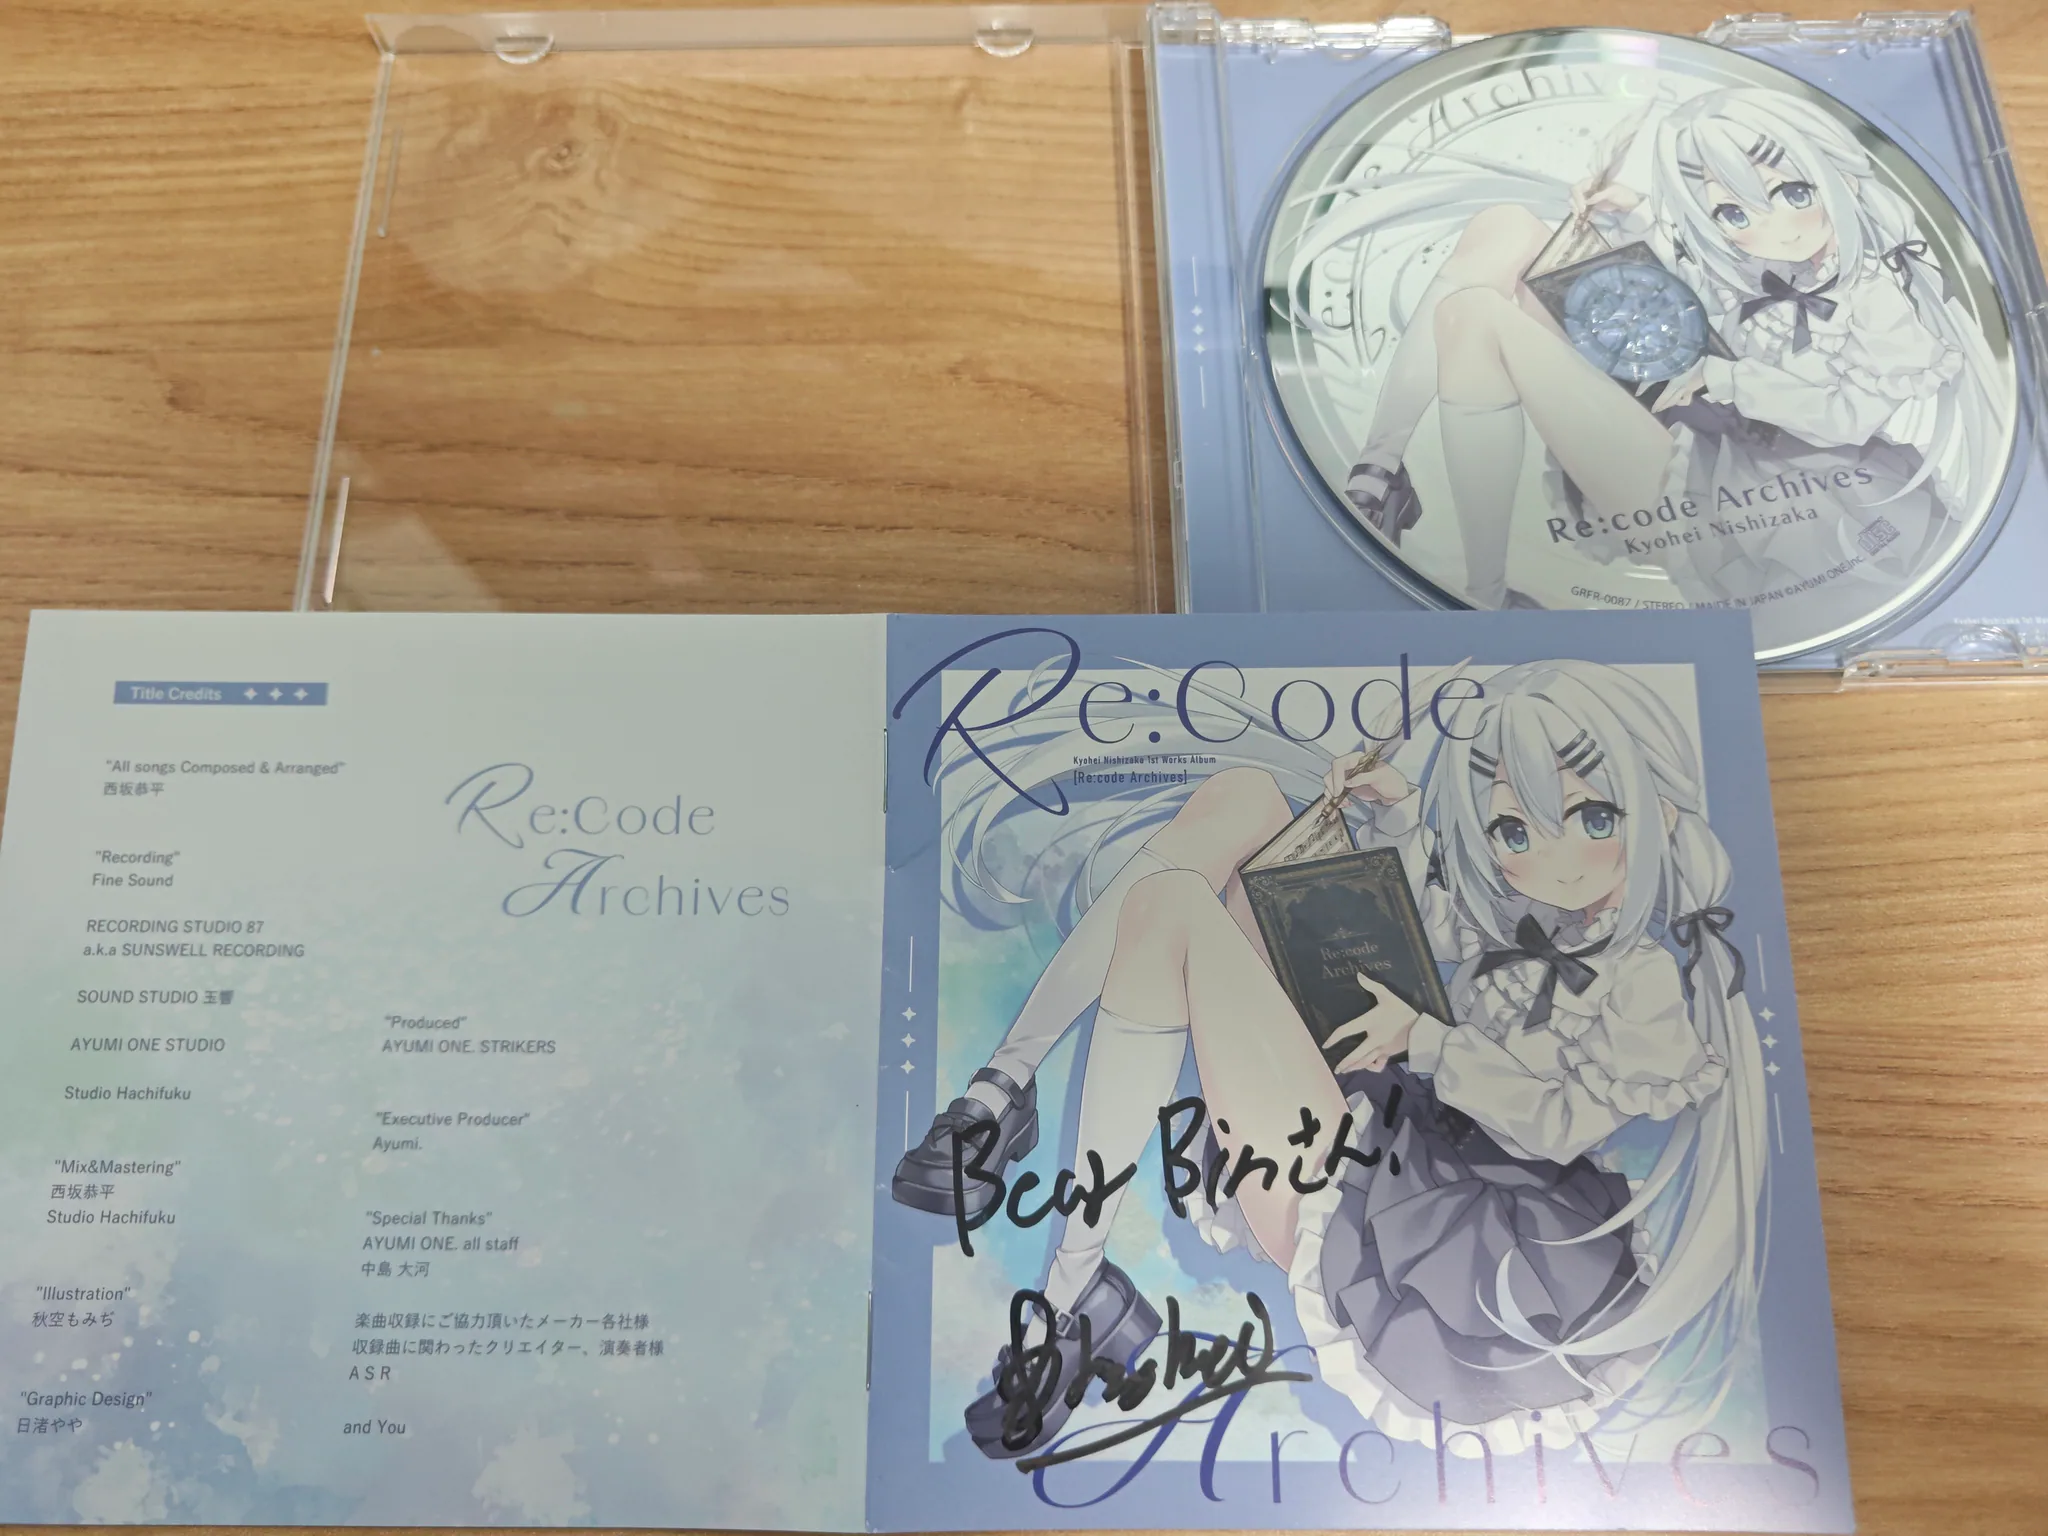 Re:code Archives
Re:code Archives
Kyohei Nishizaka
GRFR-0087 / STEREO / MADE IN JAPAN ©AYUMI ONE.Inc
Title Credits
"All songs Composed & Arranged"
西坂恭平
"Recording"
Fine Sound
RECORDING STUDIO 87
a.k.a SUNSWELL RECORDING
SOUND STUDIO 玉響
AYUMI ONE STUDIO
Studio Hachifuku
"Mix&Mastering"
西坂恭平
Studio Hachifuku
"Illustration"
秋空もみぢ
"Graphic Design"
日渚やや
Re:Code
Archives
"Produced"
AYUMI ONE. STRIKERS
"Executive Producer"
Ayumi.
"Special Thanks"
AYUMI ONE. all staff
中島 大河
楽曲収録にご協力頂いたメーカー各社様
収録曲に関わったクリエイター、演奏者様
A S R
and You
Re:Code
Kyohei Nishizaka 1st Works Album
[Re:code Archives]
Re:code
Archives
Bear Binさん!
Archives